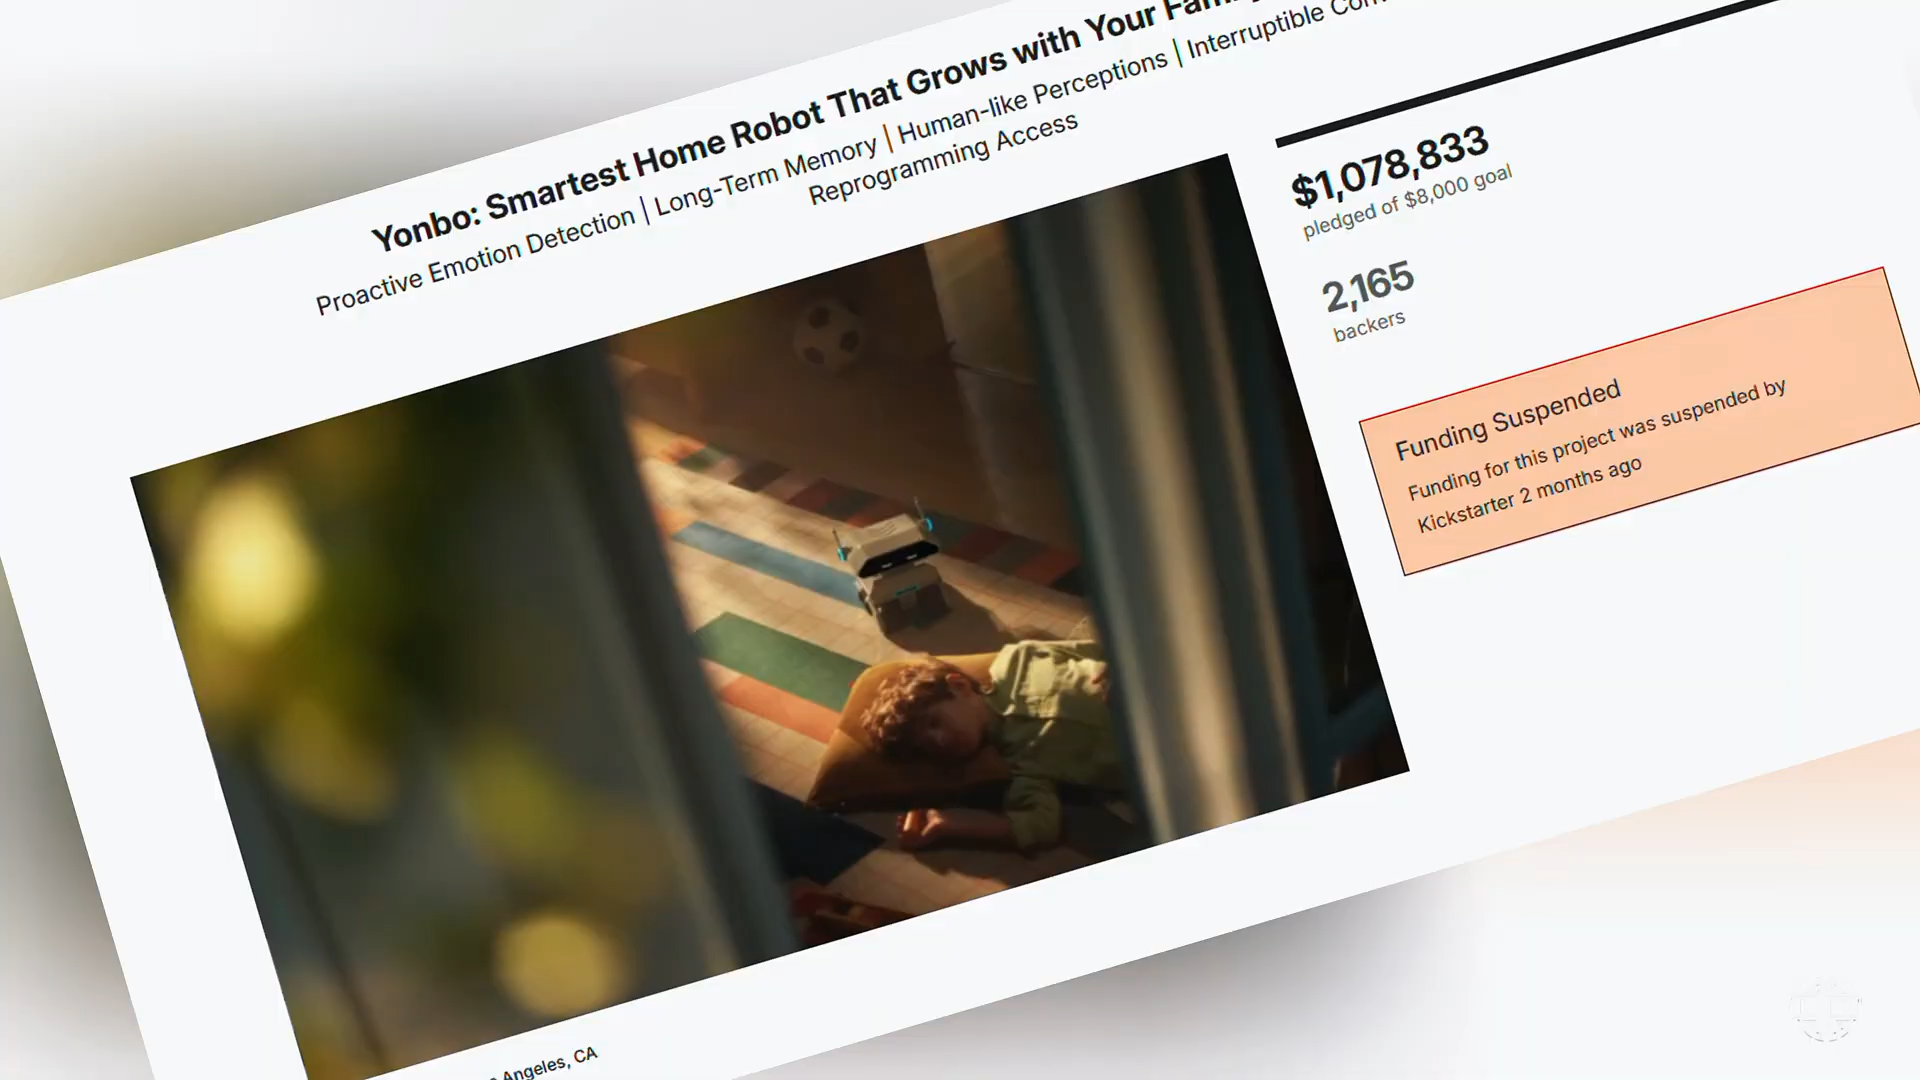 Yonbo: Smartest Home Robot That Grows with Your
Proactive Emotion Detection | Long-Term Memory | Human-like Perceptions | Interruptible
Reprogramming Access
$1,078,833
pledged of $8,000 goal
2,165
backers
Funding Suspended
Funding for this project was suspended by
Kickstarter 2 months ago
Angeles, CA